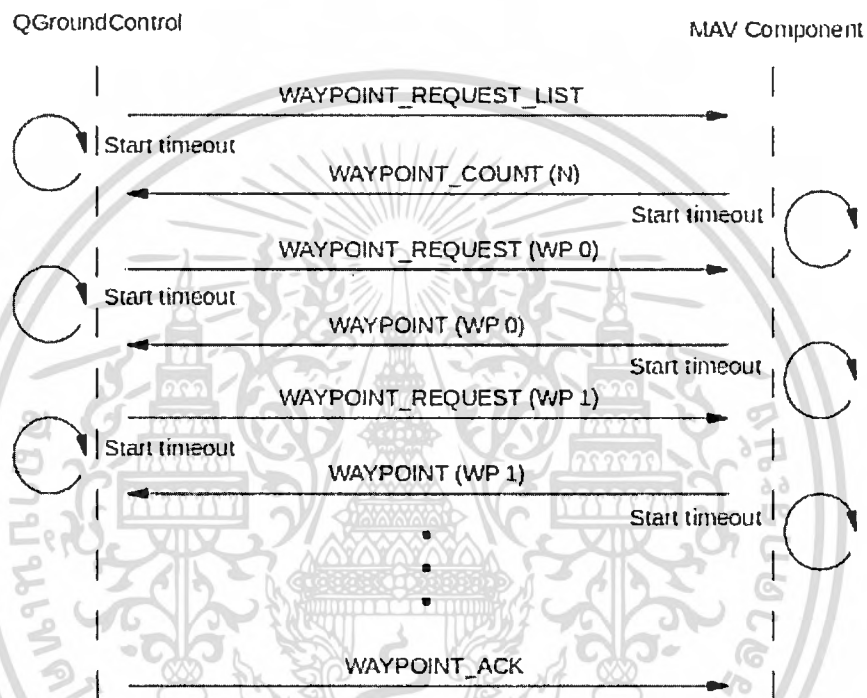 QGroundControl
MAV Component
WAYPOINT_REQUEST_LIST
Start timeout
WAYPOINT_COUNT (N)
Start timeout
WAYPOINT_REQUEST (WP 0)
Start timeout
WAYPOINT (WP 0)
Start timeout
WAYPOINT_REQUEST (WP 1)
Start timeout
WAYPOINT (WP 1)
Start timeout
WAYPOINT_ACK